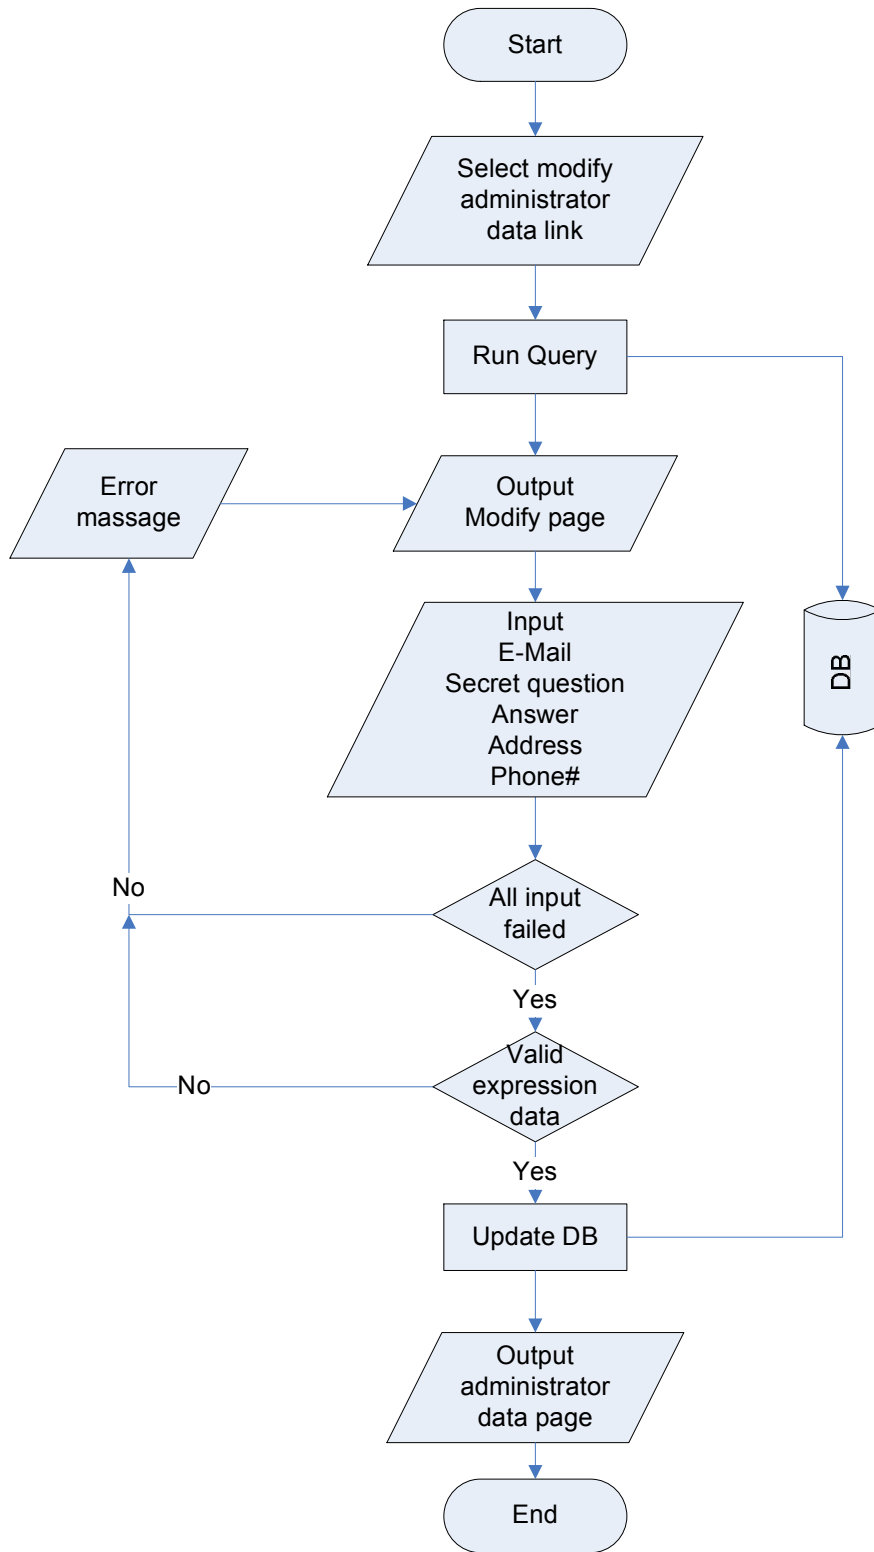 Start
Select modify
administrator
data link
Run Query
Error
massage
Output
Modify page
Input
E-Mail
Secret question
Answer
Address
Phone#
DB
No
All input
failed
Yes
No
Valid
expression
data
Yes
Update DB
Output
administrator
data page
End